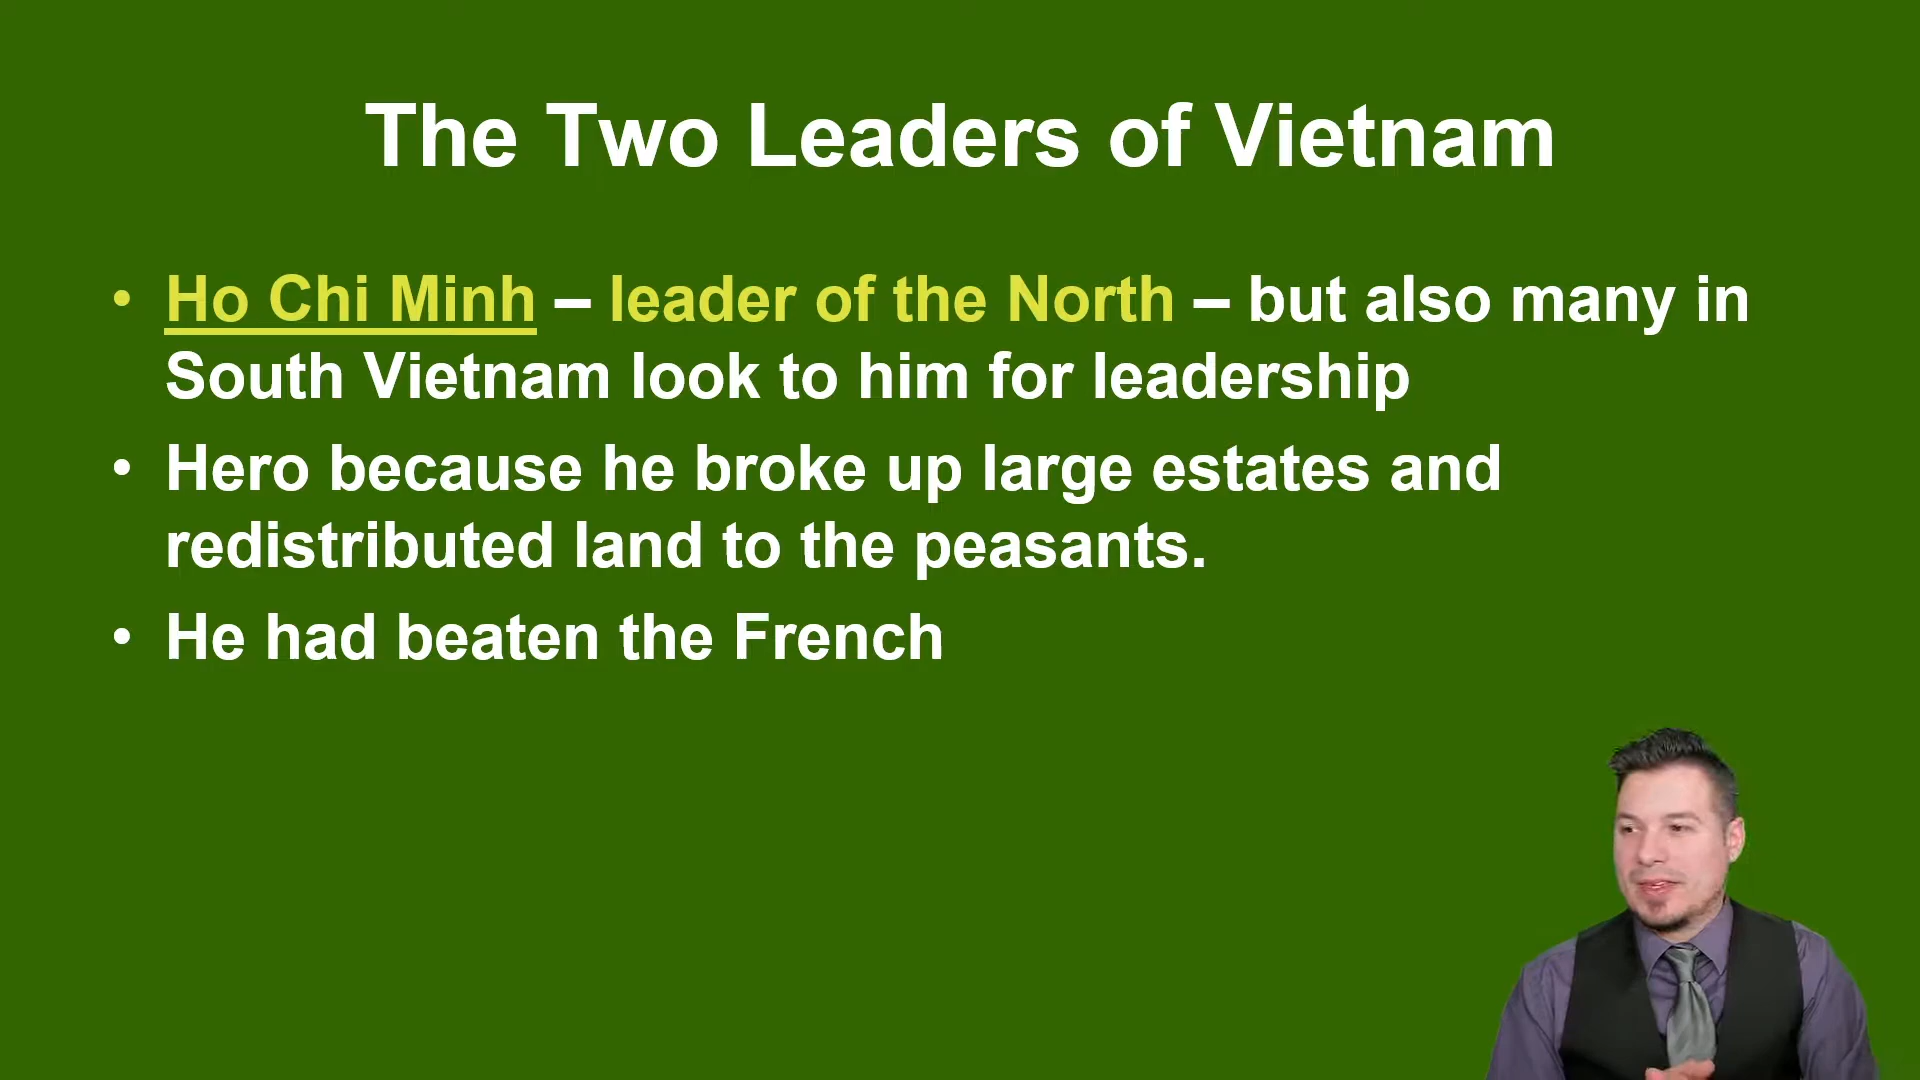 The Two Leaders of Vietnam
• Ho Chi Minh – leader of the North – but also many in
South Vietnam look to him for leadership
• Hero because he broke up large estates and
redistributed land to the peasants.
• He had beaten the French